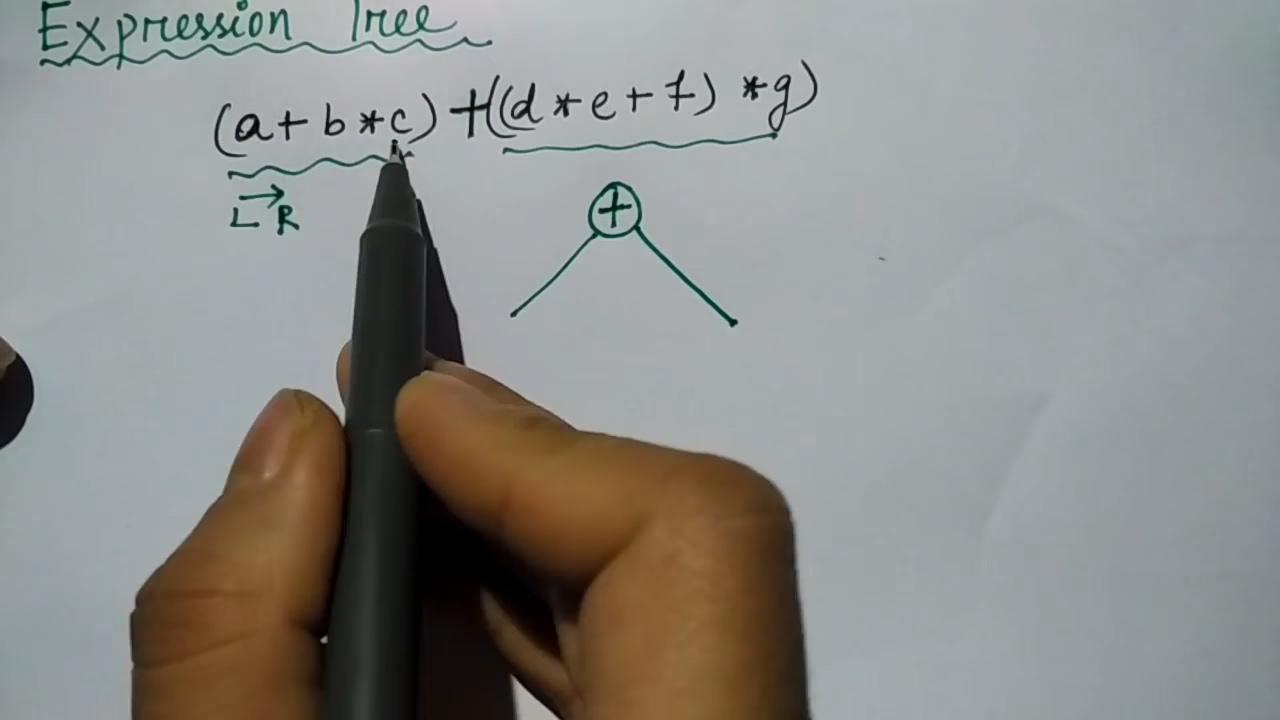 Expression Tree
(a+b*c)+((d*e+f)*g)
L→R
+